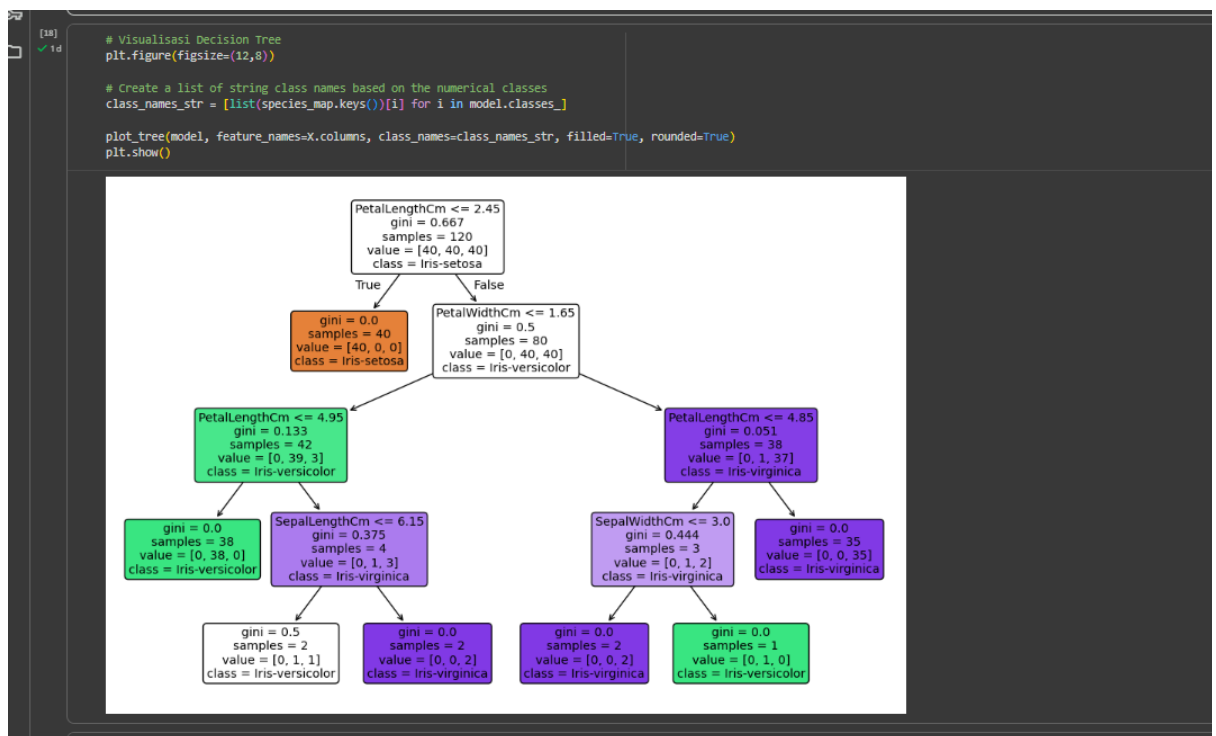 [18]
1d
# Visualisasi Decision Tree
plt.figure(figsize=(12,8))
# Create a list of string class names based on the numerical classes
class_names_str = [list(species_map.keys())[i] for i in model.classes_]
plot_tree(model, feature_names=X.columns, class_names=class_names_str, filled=True, rounded=True)
plt.show()
PetalLengthCm <= 2.45
gini = 0.667
samples = 120
value = [40, 40, 40]
class = Iris-setosa
True
False
gini = 0.0
samples = 40
value = [40, 0, 0]
class = Iris-setosa
PetalWidthCm <= 1.65
gini = 0.5
samples = 80
value = [0, 40, 40]
class = Iris-versicolor
PetalLengthCm <= 4.95
gini = 0.133
samples = 42
value = [0, 39, 3]
class = Iris-versicolor
PetalLengthCm <= 4.85
gini = 0.051
samples = 38
value = [0, 1, 37]
class = Iris-virginica
gini = 0.0
samples = 38
value = [0, 38, 0]
class = Iris-versicolor
SepalLengthCm <= 6.15
gini = 0.375
samples = 4
value = [0, 1, 3]
class = Iris-virginica
SepalWidthCm <= 3.0
gini = 0.444
samples = 3
value = [0, 1, 2]
class = Iris-virginica
gini = 0.0
samples = 35
value = [0, 0, 35]
class = Iris-virginica
gini = 0.5
samples = 2
value = [0, 1, 1]
class = Iris-versicolor
gini = 0.0
samples = 2
value = [0, 0, 2]
class = Iris-virginica
gini = 0.0
samples = 2
value = [0, 0, 2]
class = Iris-virginica
gini = 0.0
samples = 1
value = [0, 1, 0]
class = Iris-versicolor